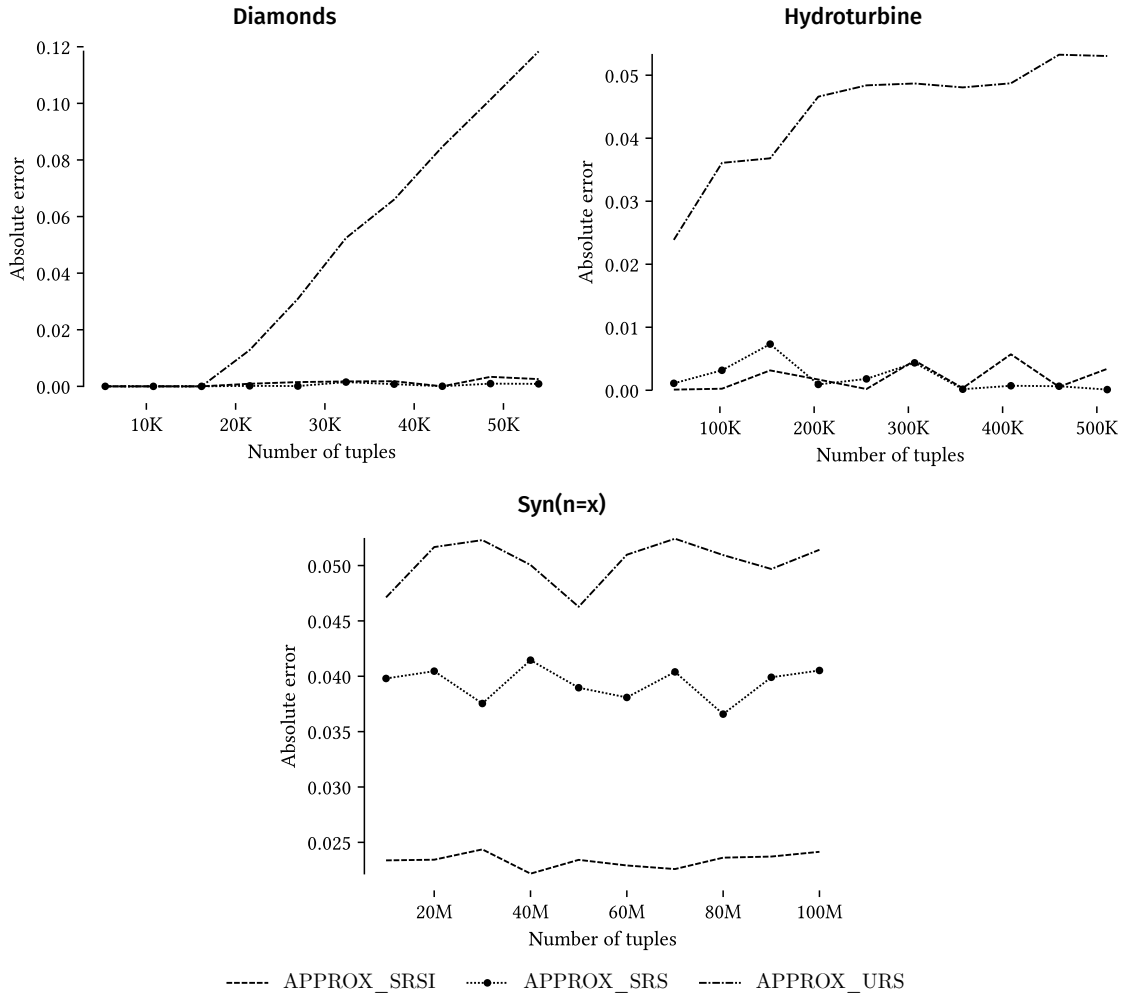 Diamonds
Absolute error
0.12
0.10
0.08
0.06
0.04
0.02
0.00
10K 20K 30K 40K 50K
Number of tuples
Hydroturbine
Absolute error
0.05
0.04
0.03
0.02
0.01
0.00
100K 200K 300K 400K 500K
Number of tuples
Syn(n=x)
Absolute error
0.050
0.045
0.040
0.035
0.030
0.025
20M 40M 60M 80M 100M
Number of tuples
APPROX_SRSI APPROX_SRS APPROX_URS